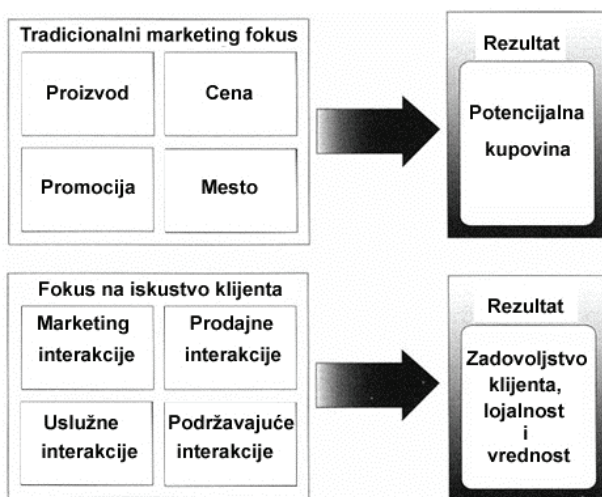 Tradicionalni marketing fokus
Proizvod
Cena
Promocija
Mesto
Rezultat
Potencijalna
kupovina
Fokus na iskustvo klijenta
Marketing
interakcije
Prodajne
interakcije
Uslužne
interakcije
Podržavajuće
interakcije
Rezultat
Zadovoljstvo
klijenta,
lojalnost
i
vrednost